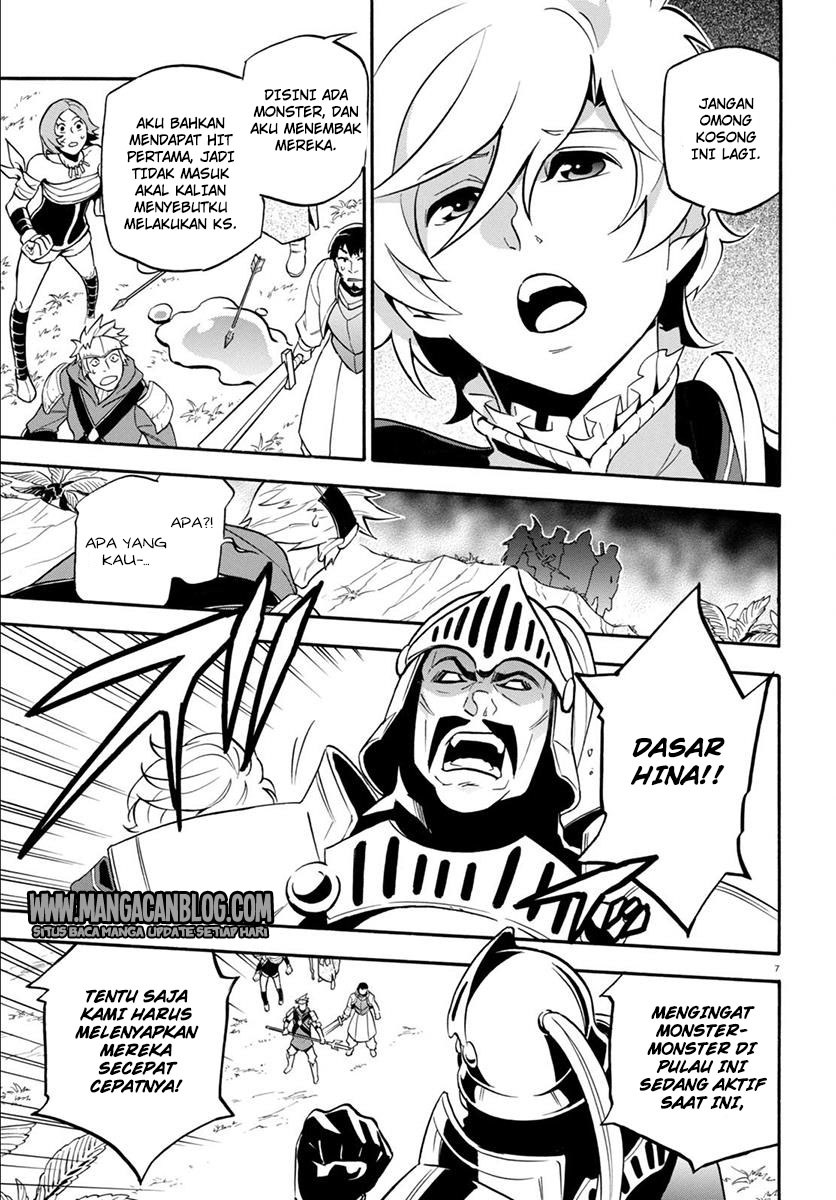 JANGAN
OMONG
KOSONG
INI LAGI.
DISINI ADA
MONSTER, DAN
AKU MENEMBAK
MEREKA.
AKU BAHKAN
MENDAPAT HIT
PERTAMA, JADI
TIDAK MASUK
AKAL KALIAN
MENYEBUTKU
MELAKUKAN KS.
APA?!
APA YANG
KAU-...
DASAR
HINA!!
WWW.MANGACANBLOG.COM
SITUS BACA MANGA UPDATE SETIAP HARI
7
MENGINGAT
MONSTER-
MONSTER DI
PULAU INI
SEDANG AKTIF
SAAT INI,
TENTU SAJA
KAMI HARUS
MELENYAPKAN
MEREKA
SECEPAT
CEPATNYA!